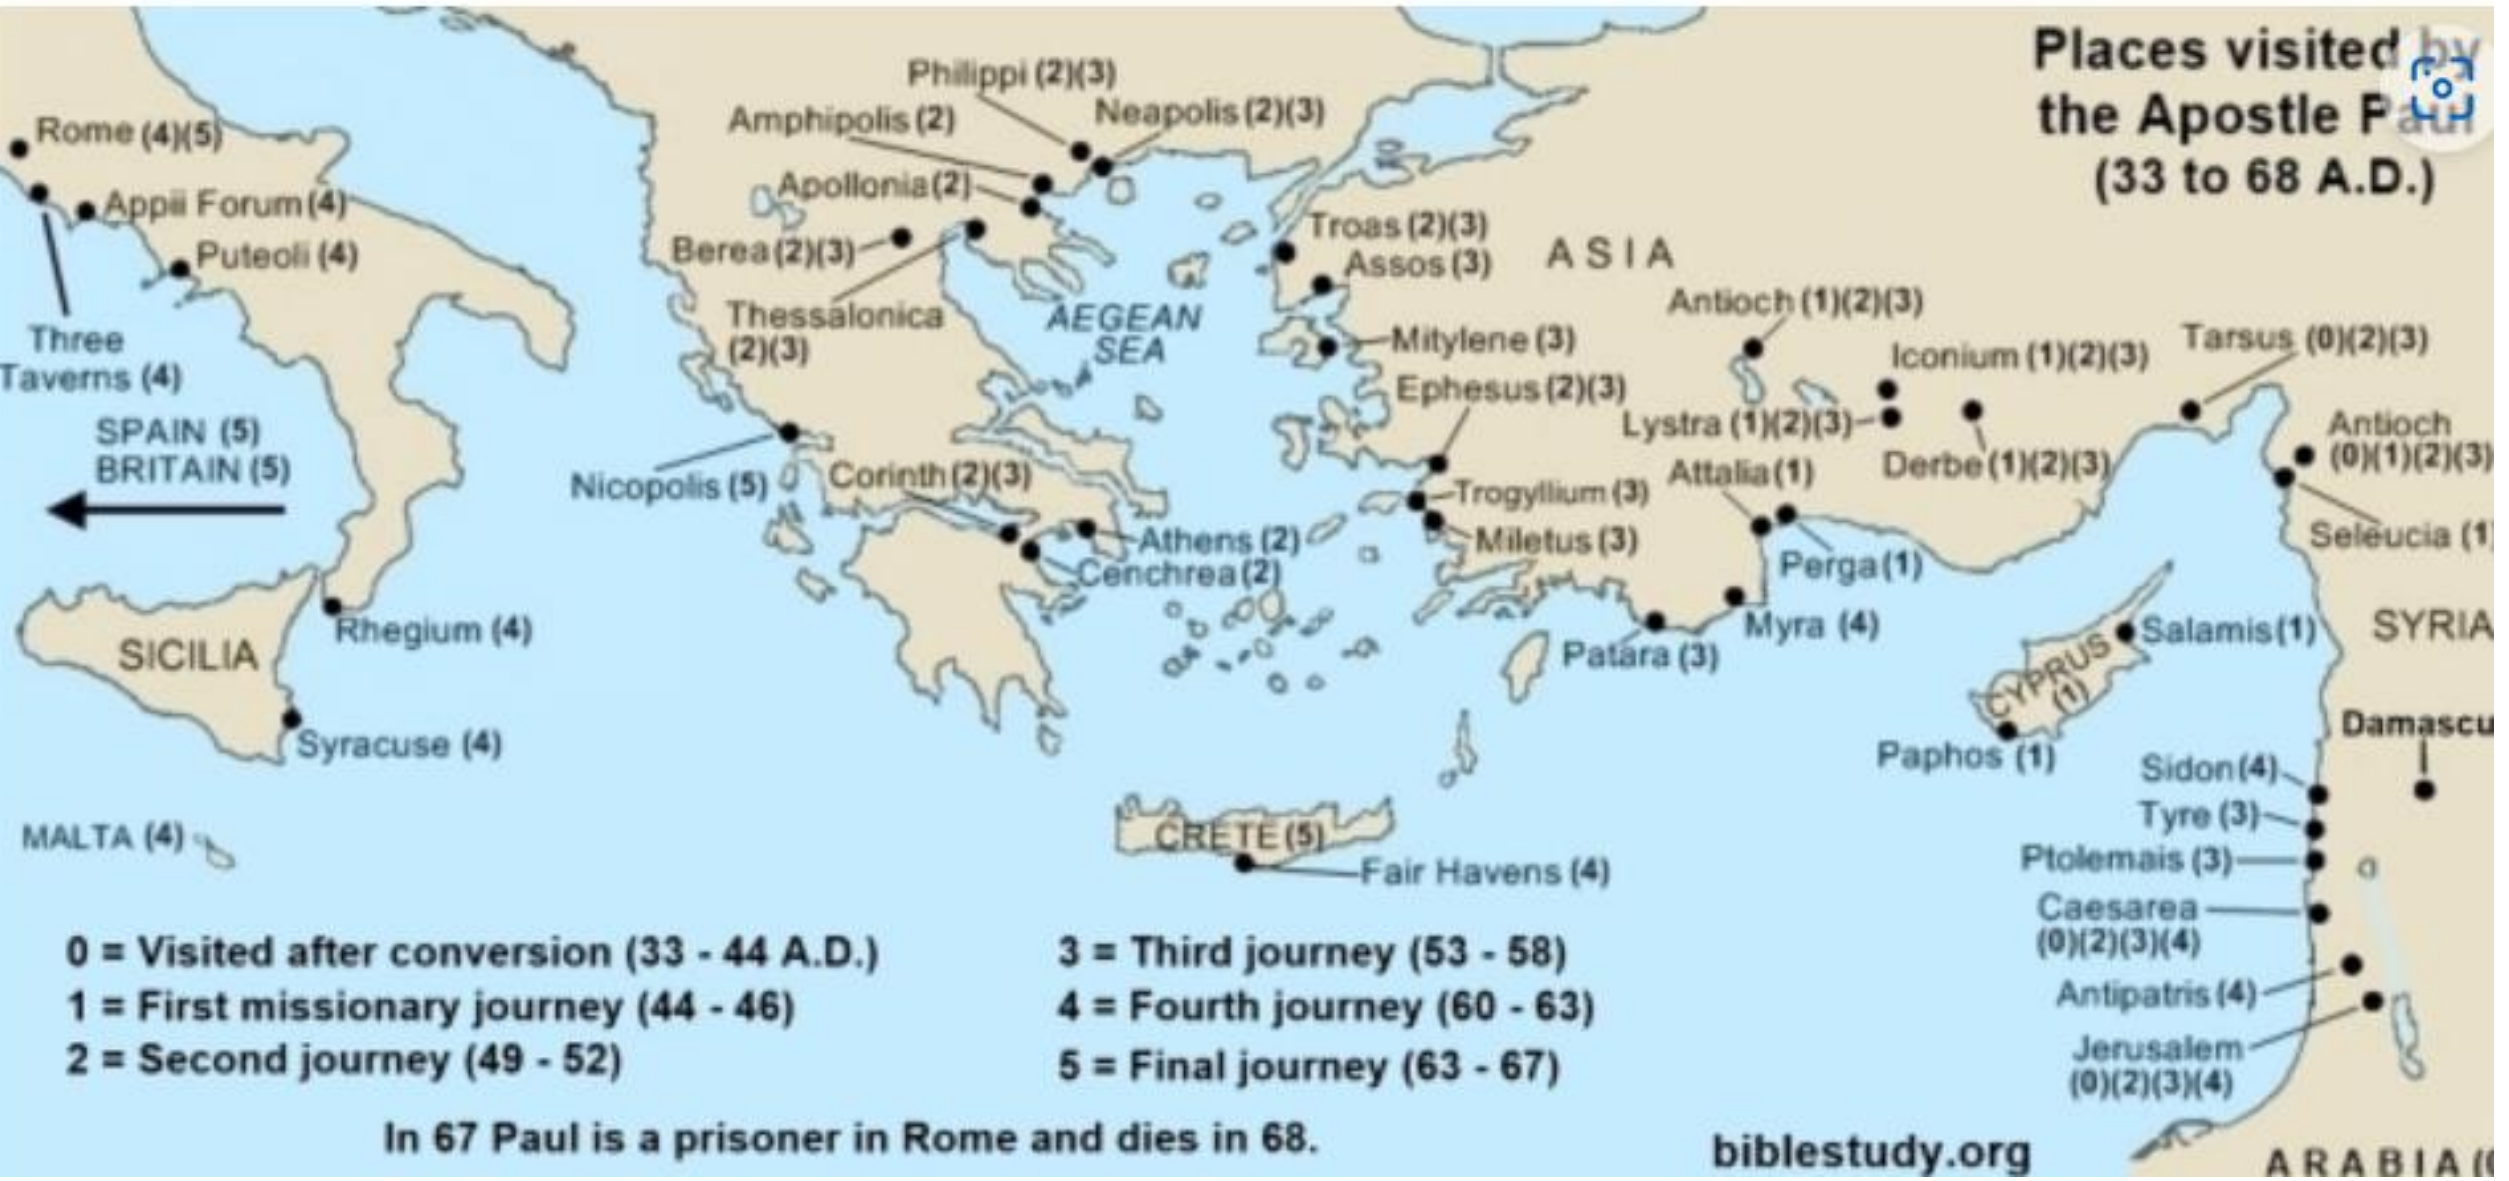 Places visited by
the Apostle Paul
(33 to 68 A.D.)
Philippi (2)(3)
Neapolis (2)(3)
Amphipolis (2)
Apollonia (2)
Berea (2)(3)
Thessalonica
(2)(3)
Rome (4)(5)
Appii Forum (4)
Puteoli (4)
Three
Taverns (4)
SPAIN (5)
BRITAIN (5)
AEGEAN
SEA
Troas (2)(3)
Assos (3)
ASIA
Mitylene (3)
Ephesus (2)(3)
Antioch (1)(2)(3)
Iconium (1)(2)(3)
Tarsus (0)(2)(3)
Lystra (1)(2)(3)
Derbe (1)(2)(3)
Antioch
(0)(1)(2)(3)
Seleucia (1)
Nicopolis (5)
Corinth (2)(3)
Athens (2)
Cenchrea (2)
Trogyllium (3)
Miletus (3)
Attalia (1)
Perga (1)
Myra (4)
Patara (3)
Rhegium (4)
SICILIA
Syracuse (4)
MALTA (4)
Salamis (1)
CYPRUS
(1)
Paphos (1)
SYRIA
Damascu
Sidon (4)
Tyre (3)
Ptolemais (3)
Caesarea
(0)(2)(3)(4)
Antipatris (4)
Jerusalem
(0)(2)(3)(4)
CRETE (5)
Fair Havens (4)
0 = Visited after conversion (33 - 44 A.D.)
1 = First missionary journey (44 - 46)
2 = Second journey (49 - 52)
3 = Third journey (53 - 58)
4 = Fourth journey (60 - 63)
5 = Final journey (63 - 67)
In 67 Paul is a prisoner in Rome and dies in 68.
biblestudy.org
ARABIA (0